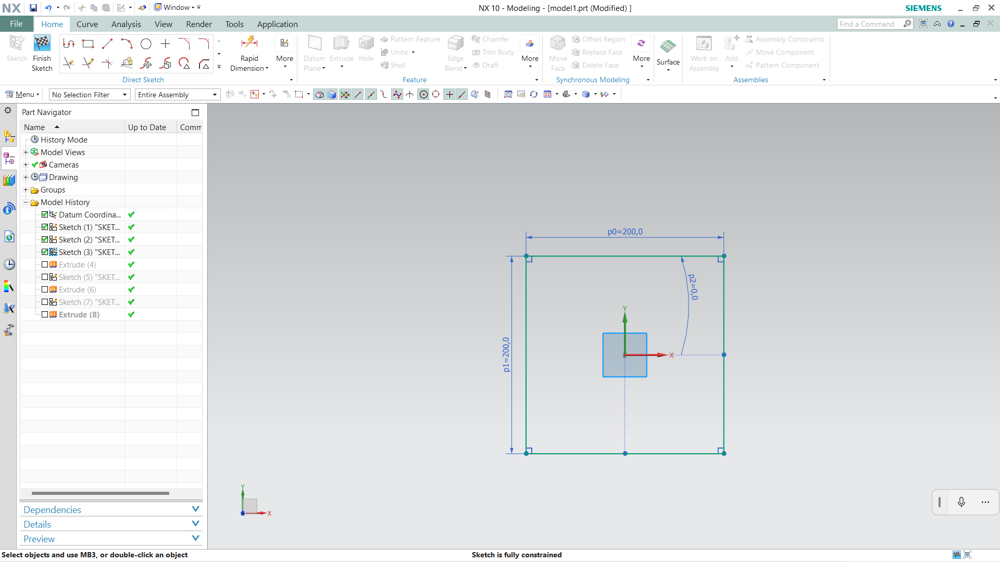 NX
Window
NX 10 - Modeling - [model1.prt (Modified) ]
SIEMENS
File
Home
Curve
Analysis
View
Render
Tools
Application
Find a Command
Sketch
Finish
Sketch
Direct Sketch
Rapid
Dimension
More
Datum
Plane
Extrude
Hole
Pattern Feature
Unite
Shell
Edge
Blend
Chamfer
Trim Body
Draft
More
Feature
Move
Face
Offset Region
Replace Face
Delete Face
More
Synchronous Modeling
Surface
Work on
Assembly
Add
Assembly Constraints
Move Component
Pattern Component
Assemblies
Menu
No Selection Filter
Entire Assembly
Part Navigator
Name
Up to Date
Comm
History Mode
Model Views
Cameras
Drawing
Groups
Model History
Datum Coordina...
Sketch (1) "SKET...
Sketch (2) "SKET...
Sketch (3) "SKET...
Extrude (4)
Sketch (5) "SKET...
Extrude (6)
Sketch (7) "SKET...
Extrude (8)
Dependencies
Details
Preview
p0=200,0
p1=200,0
p2=0,0
Y
X
Y
X
Select objects and use MB3, or double-click an object
Sketch is fully constrained